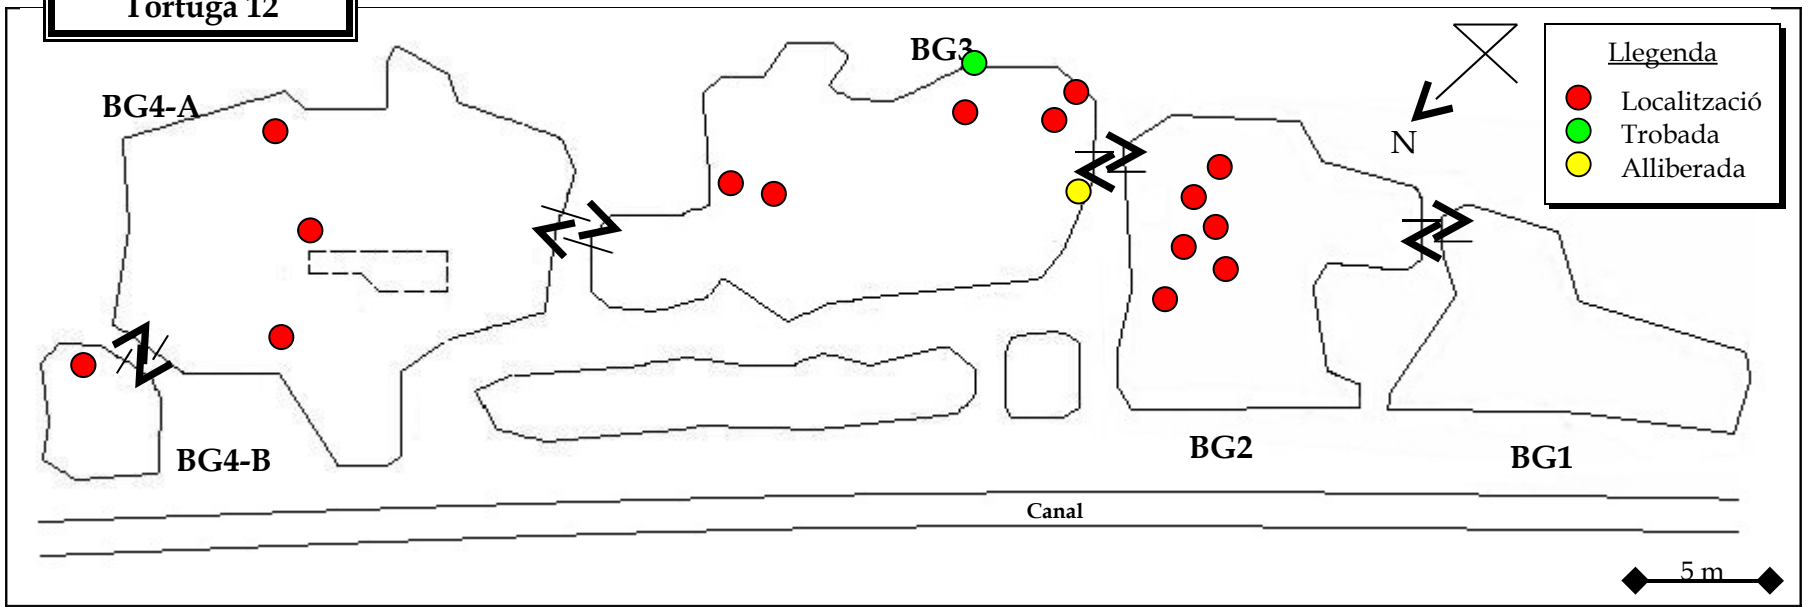 Tortuga 12
BG3
BG4-A
N
Llegenda
Localització
Trobada
Alliberada
BG4-B
BG2
BG1
Canal
5 m